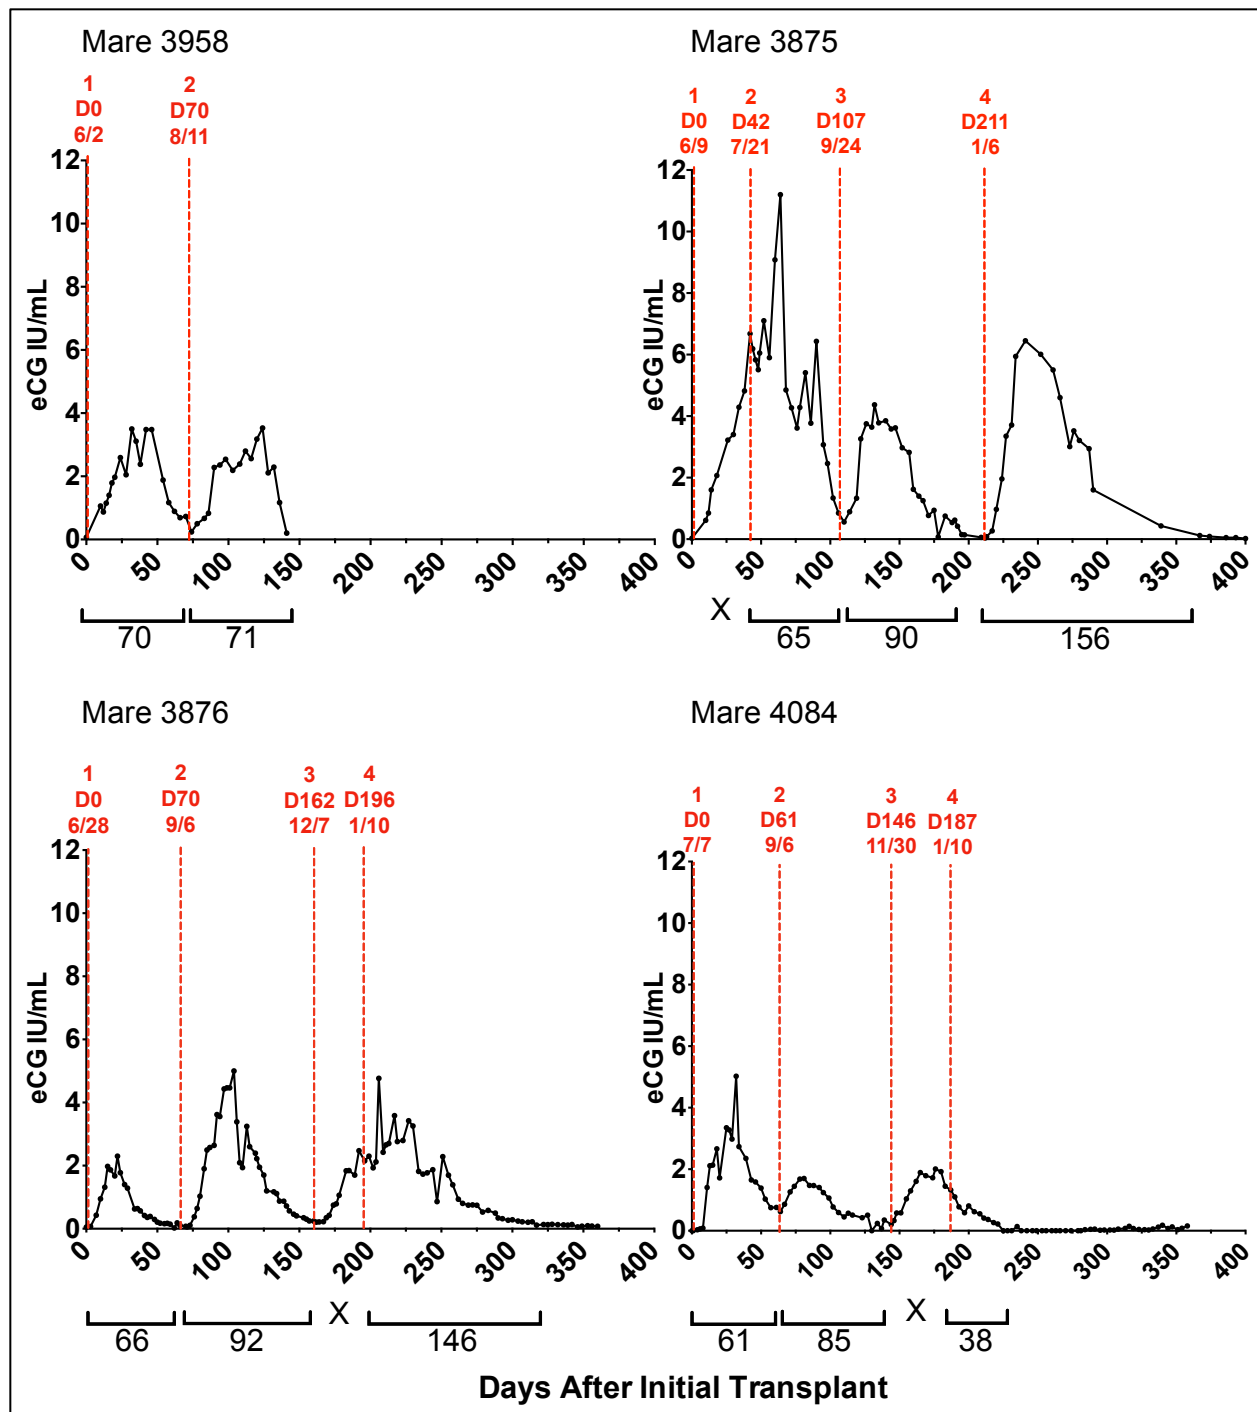 Mare 3958
1 2
D0 D70
6/2 8/11
eCG IU/mL
12
10
8
6
4
2
0
0 50 100 150 200 250 300 350 400
70 71
Mare 3875
1 2 3 4
D0 D42 D107 D211
6/9 7/21 9/24 1/6
eCG IU/mL
12
10
8
6
4
2
0
0 50 100 150 200 250 300 350 400
X
65 90 156
Mare 3876
1 2 3 4
D0 D70 D162 D196
6/28 9/6 12/7 1/10
eCG IU/mL
12
10
8
6
4
2
0
0 50 100 150 200 250 300 350 400
X
66 92 146
Mare 4084
1 2 3 4
D0 D61 D146 D187
7/7 9/6 11/30 1/10
eCG IU/mL
12
10
8
6
4
2
0
0 50 100 150 200 250 300 350 400
X
61 85 38
Days After Initial Transplant